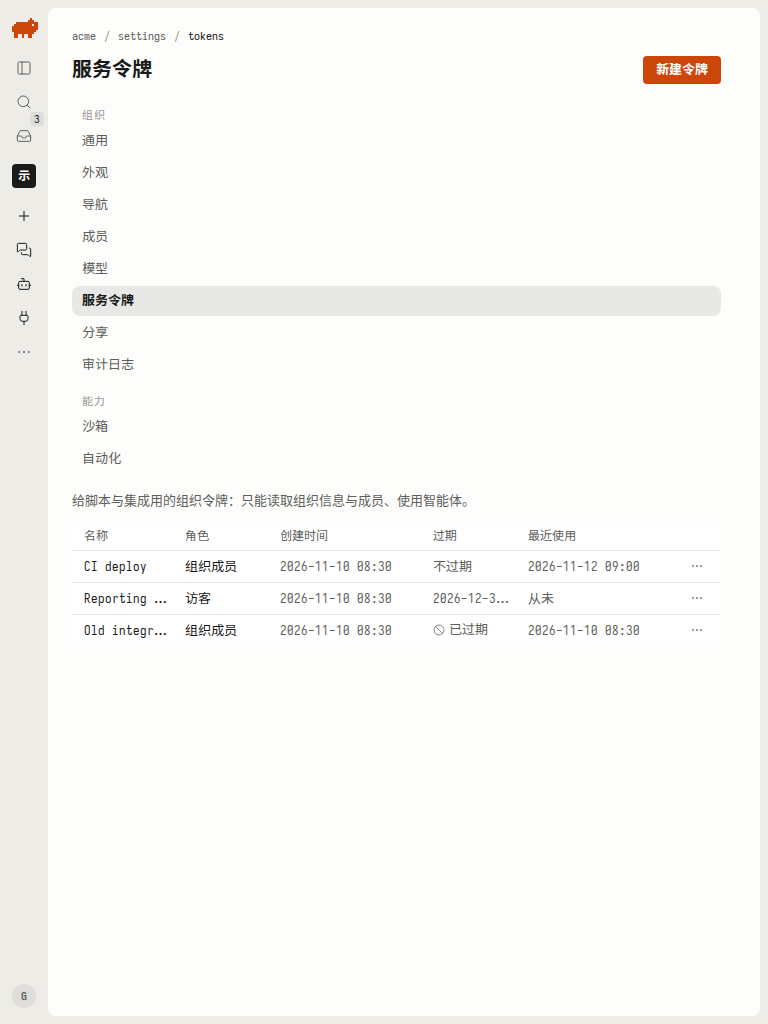 acme / settings / tokens
服务令牌
新建令牌
3
示
组织
通用
外观
导航
成员
模型
服务令牌
分享
审计日志
能力
沙箱
自动化
给脚本与集成用的组织令牌：只能读取组织信息与成员、使用智能体。
名称 角色 创建时间 过期 最近使用
CI deploy 组织成员 2026-11-10 08:30 不过期 2026-11-12 09:00 ...
Reporting ... 访客 2026-11-10 08:30 2026-12-3... 从未 ...
Old integr... 组织成员 2026-11-10 08:30 已过期 2026-11-10 08:30 ...
G